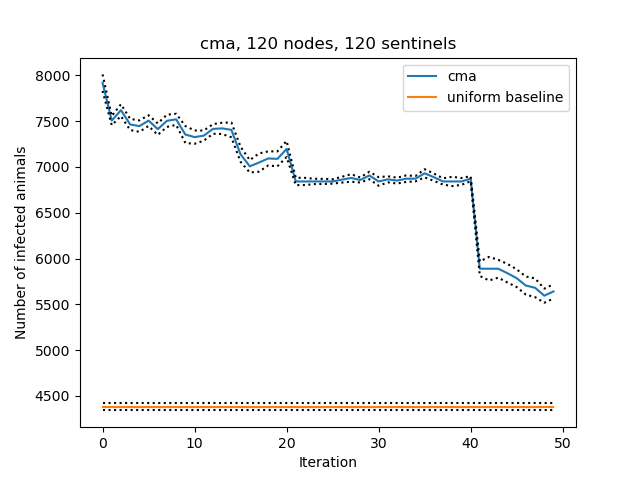 cma, 120 nodes, 120 sentinels
cma
uniform baseline
Number of infected animals
8000
7500
7000
6500
6000
5500
5000
4500
0 10 20 30 40 50
Iteration